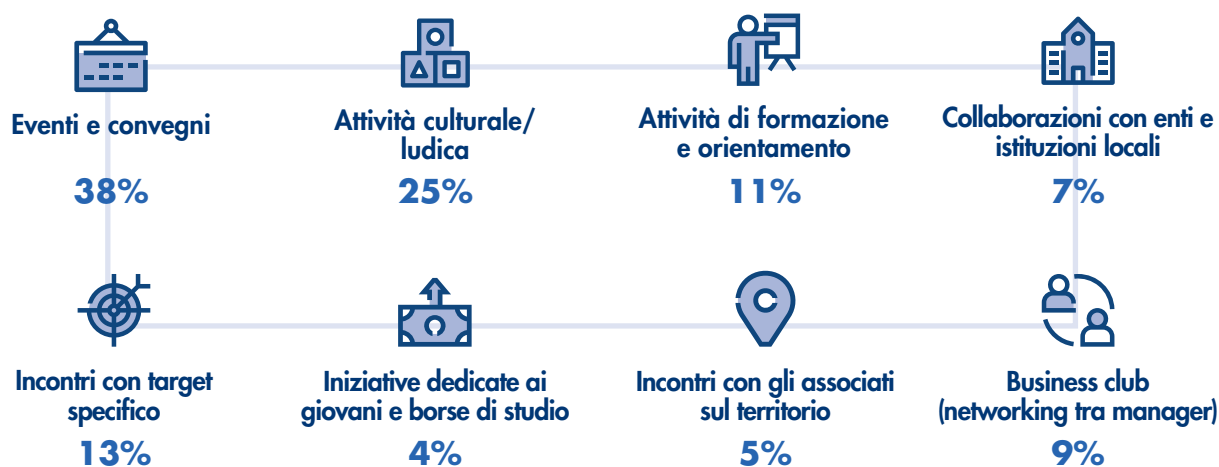 Eventi e convegni
38%
Attività culturale/
ludica
25%
Attività di formazione
e orientamento
11%
Collaborazioni con enti e
istituzioni locali
7%
Incontri con target
specifico
13%
Iniziative dedicate ai
giovani e borse di studio
4%
Incontri con gli associati
sul territorio
5%
Business club
(networking tra manager)
9%